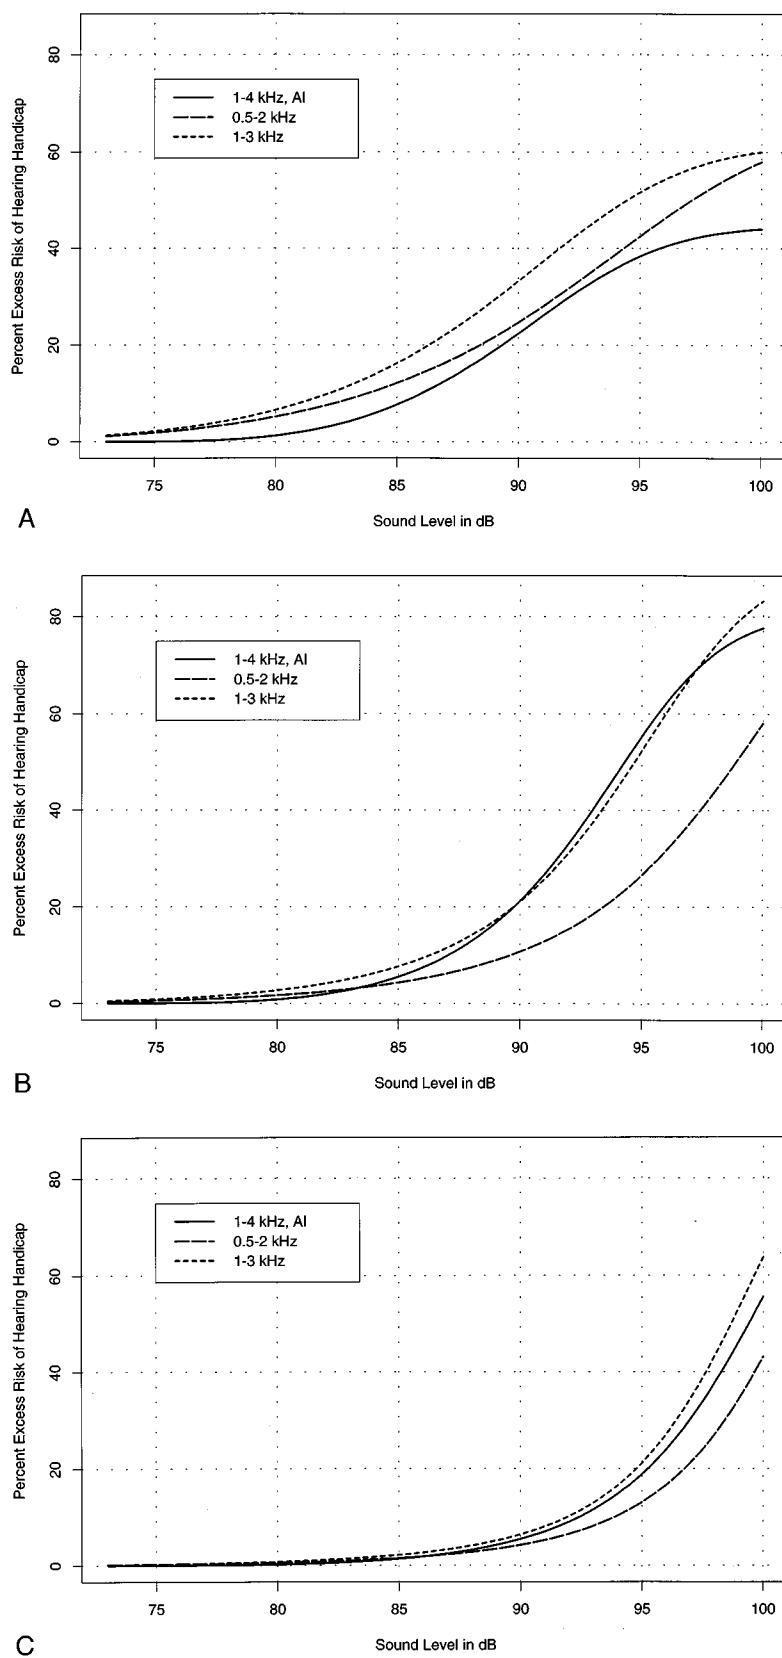 Percent Excess Risk of Hearing Handicap
80
60
40
20
0
1-4 kHz, AI
0.5-2 kHz
1-3 kHz
75 80 85 90 95 100
Sound Level in dB
A
Percent Excess Risk of Hearing Handicap
80
60
40
20
0
1-4 kHz, AI
0.5-2 kHz
1-3 kHz
75 80 85 90 95 100
Sound Level in dB
B
Percent Excess Risk of Hearing Handicap
80
60
40
20
0
1-4 kHz, AI
0.5-2 kHz
1-3 kHz
75 80 85 90 95 100
Sound Level in dB
C